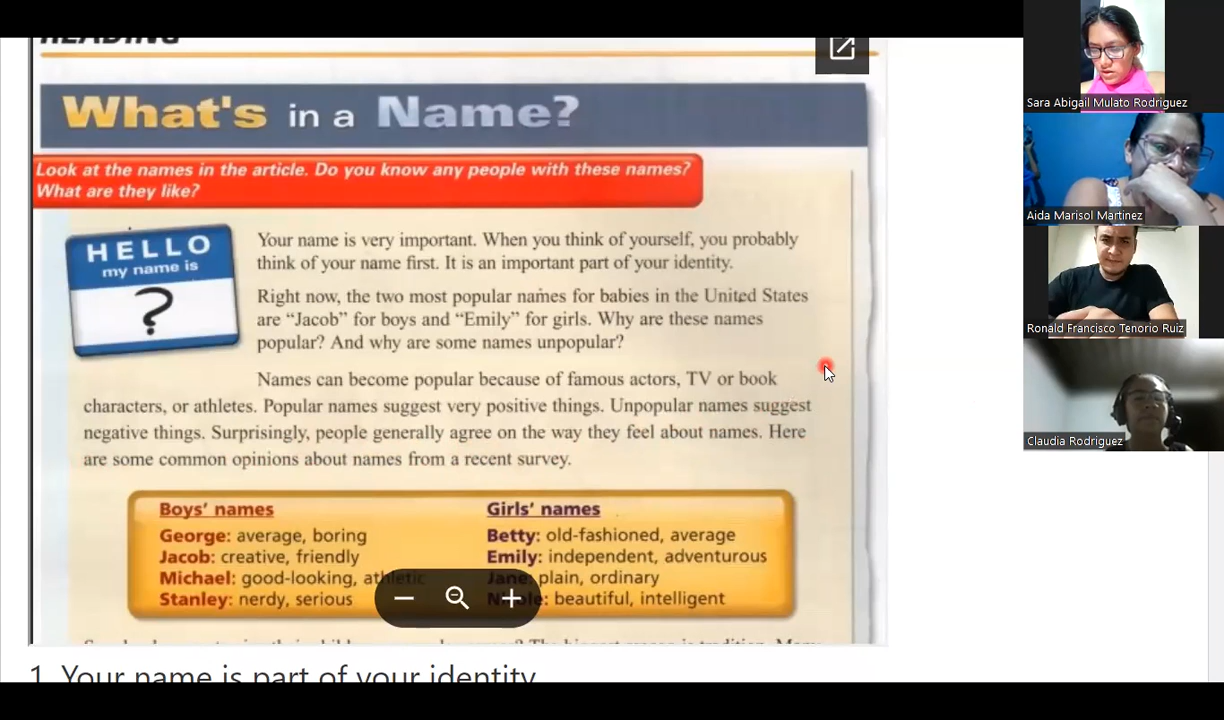 READING
What's in a Name?
Look at the names in the article. Do you know any people with these names?
What are they like?
HELLO
my name is
?
Your name is very important. When you think of yourself, you probably
think of your name first. It is an important part of your identity.
Right now, the two most popular names for babies in the United States
are “Jacob” for boys and “Emily” for girls. Why are these names
popular? And why are some names unpopular?
Names can become popular because of famous actors, TV or book
characters, or athletes. Popular names suggest very positive things. Unpopular names suggest
negative things. Surprisingly, people generally agree on the way they feel about names. Here
are some common opinions about names from a recent survey.
Boys' names
George: average, boring
Jacob: creative, friendly
Michael: good-looking, athletic
Stanley: nerdy, serious
Girls' names
Betty: old-fashioned, average
Emily: independent, adventurous
Jane: plain, ordinary
beautiful, intelligent
1. Your name is part of your identity.
Sara Abigail Mulato Rodriguez
Aida Marisol Martinez
Ronald Francisco Tenorio Ruiz
Claudia Rodriguez